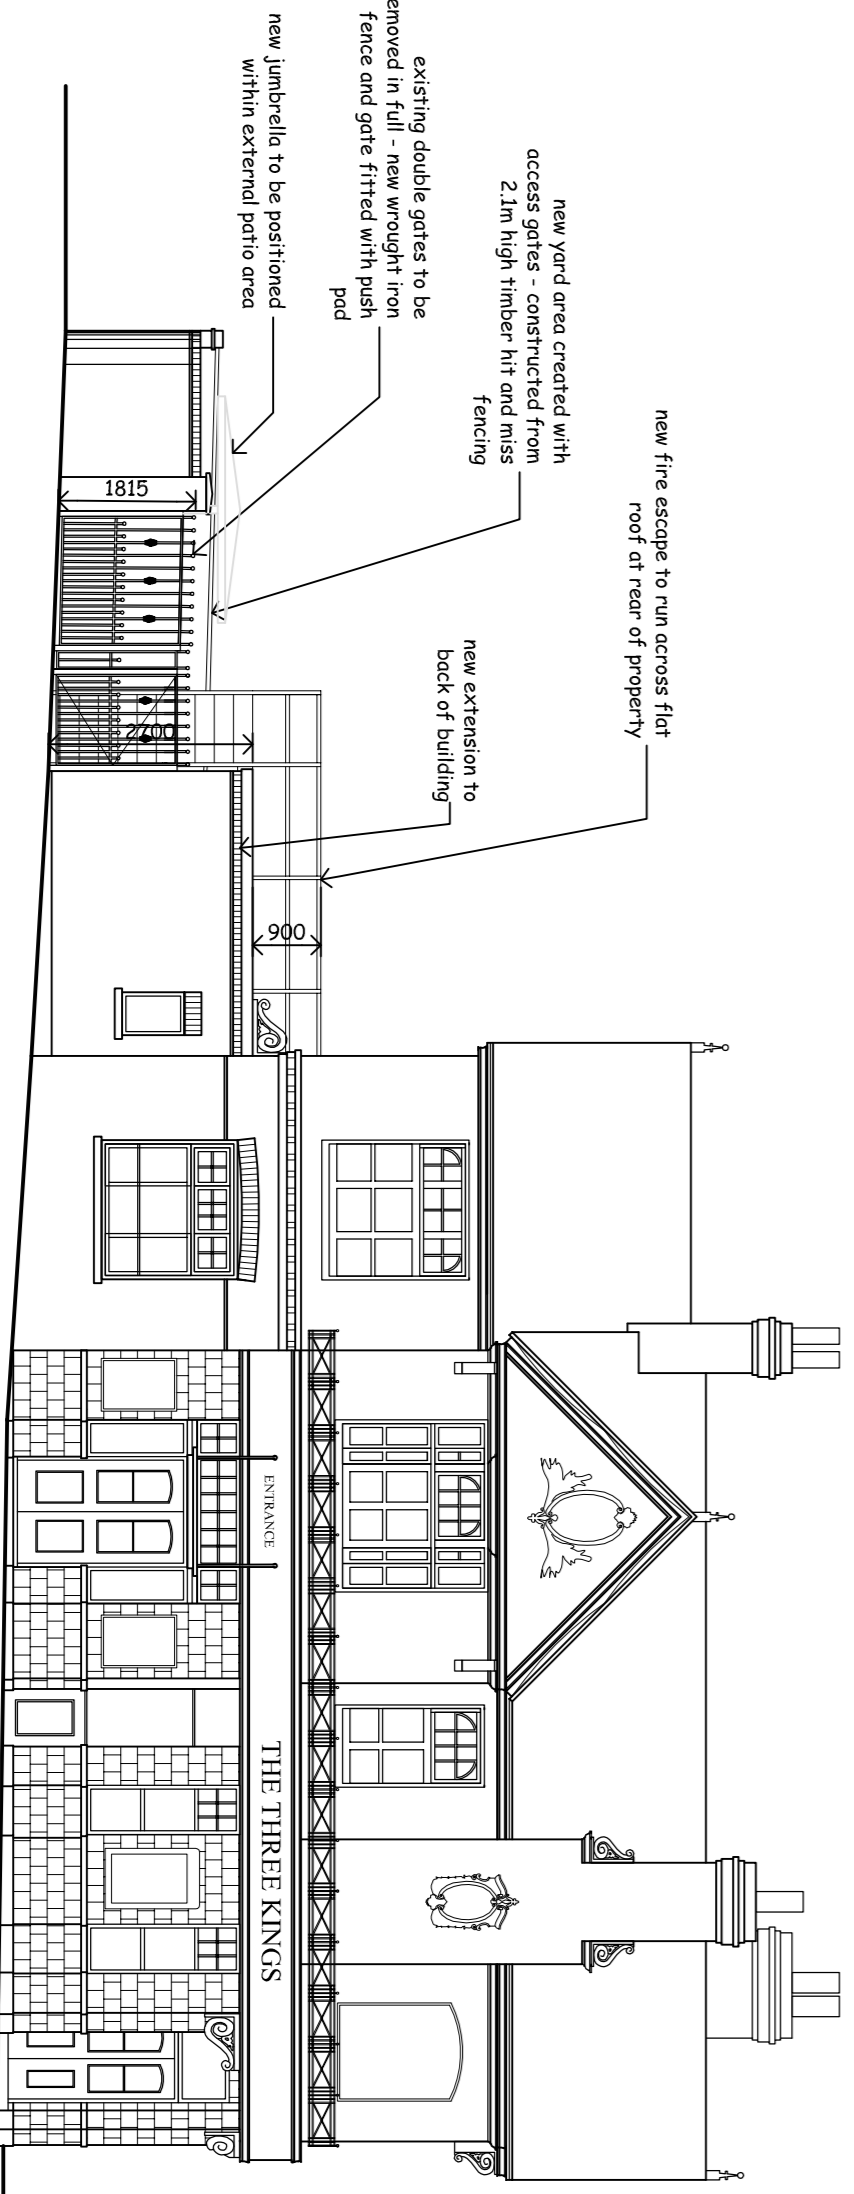 new jumbrella to be positioned
within external patio area
existing double gates to be
emoved in full - new wrought iron
fence and gate fitted with push
pad
new yard area created with
access gates - constructed from
2.1m high timber hit and miss
fencing
new extension to
back of building
new fire escape to run across flat
roof at rear of property
1815
2700
900
ENTRANCE
THE THREE KINGS